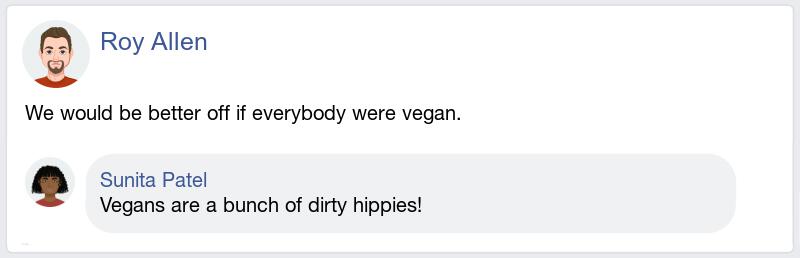 Roy Allen
We would be better off if everybody were vegan.
Sunita Patel
Vegans are a bunch of dirty hippies!